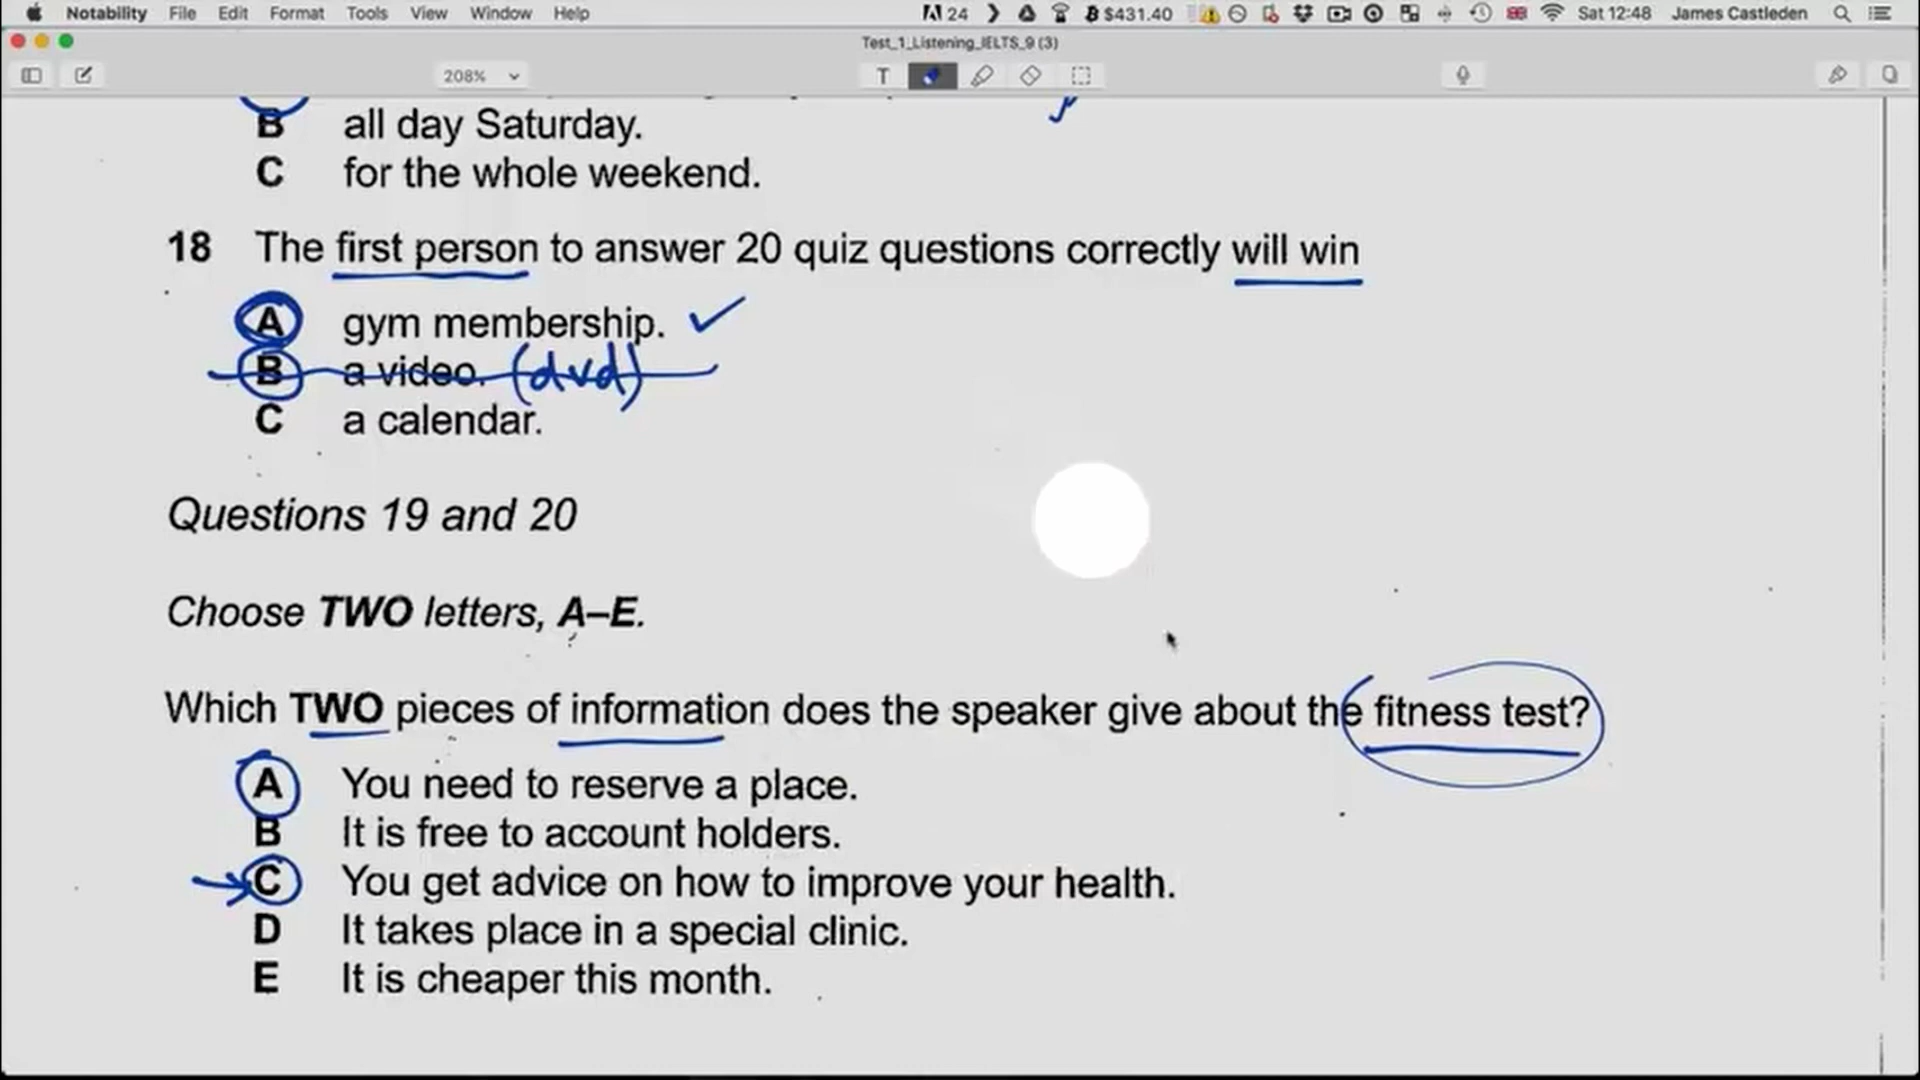 Notability File Edit Format Tools View Window Help 24 $431.40 Sat 12:48 James Castleden
Test_1_Listening_IELTS_9 (3)
208% T
B all day Saturday.
C for the whole weekend.
18 The first person to answer 20 quiz questions correctly will win
A gym membership.
B a video. (dvd)
C a calendar.
Questions 19 and 20
Choose TWO letters, A–E.
Which TWO pieces of information does the speaker give about the fitness test?
A You need to reserve a place.
B It is free to account holders.
C You get advice on how to improve your health.
D It takes place in a special clinic.
E It is cheaper this month.